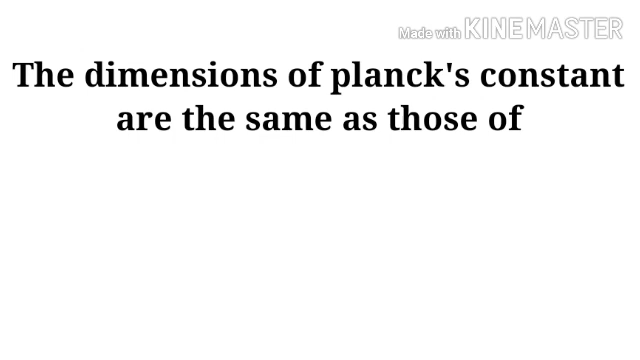 Made with KINEMASTER
The dimensions of planck's constant
are the same as those of